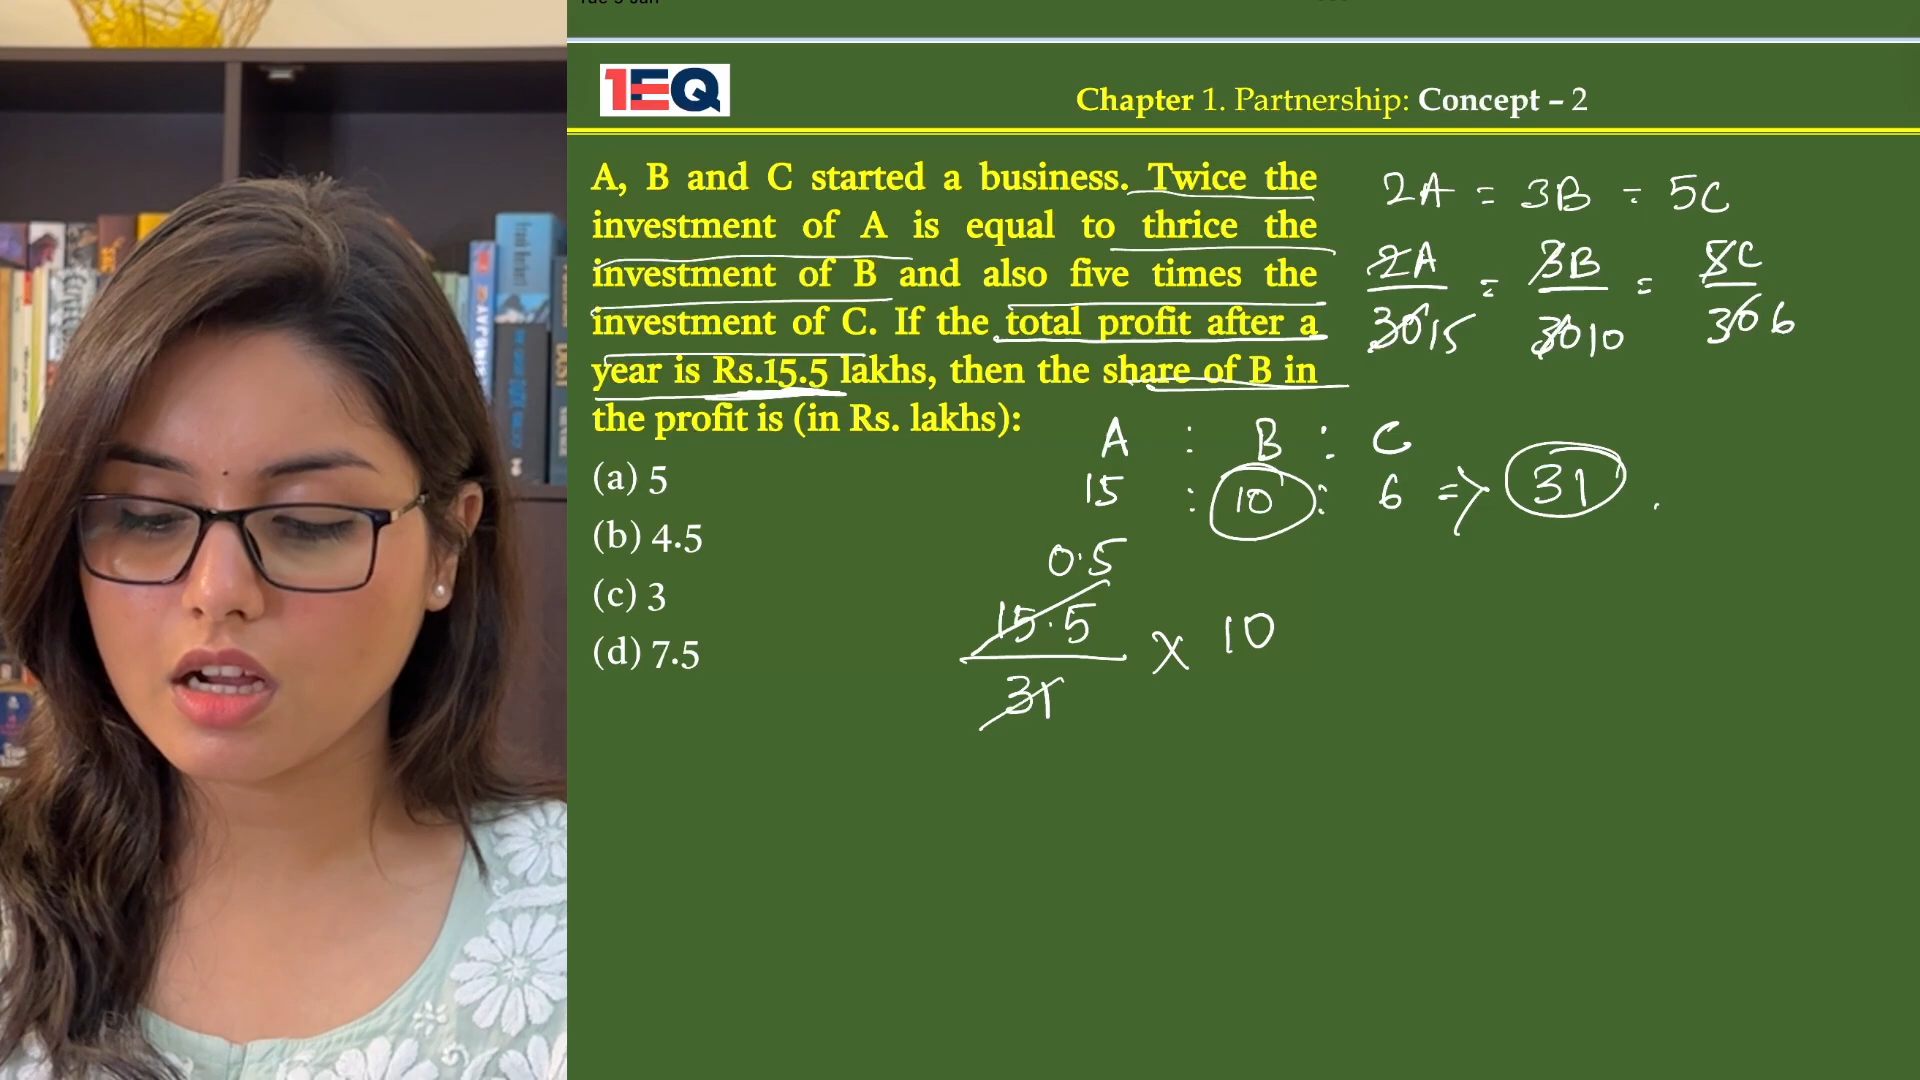 1EQ
Chapter 1. Partnership: Concept – 2
A, B and C started a business. Twice the
investment of A is equal to thrice the
investment of B and also five times the
investment of C. If the total profit after a
year is Rs.15.5 lakhs, then the share of B in
the profit is (in Rs. lakhs):
(a) 5
(b) 4.5
(c) 3
(d) 7.5
2A = 3B = 5C
2A = 3B = 5C
30 15 30 10 30 6
A : B : C
15 : 10 : 6 => 31
0.5
15.5 x 10
31